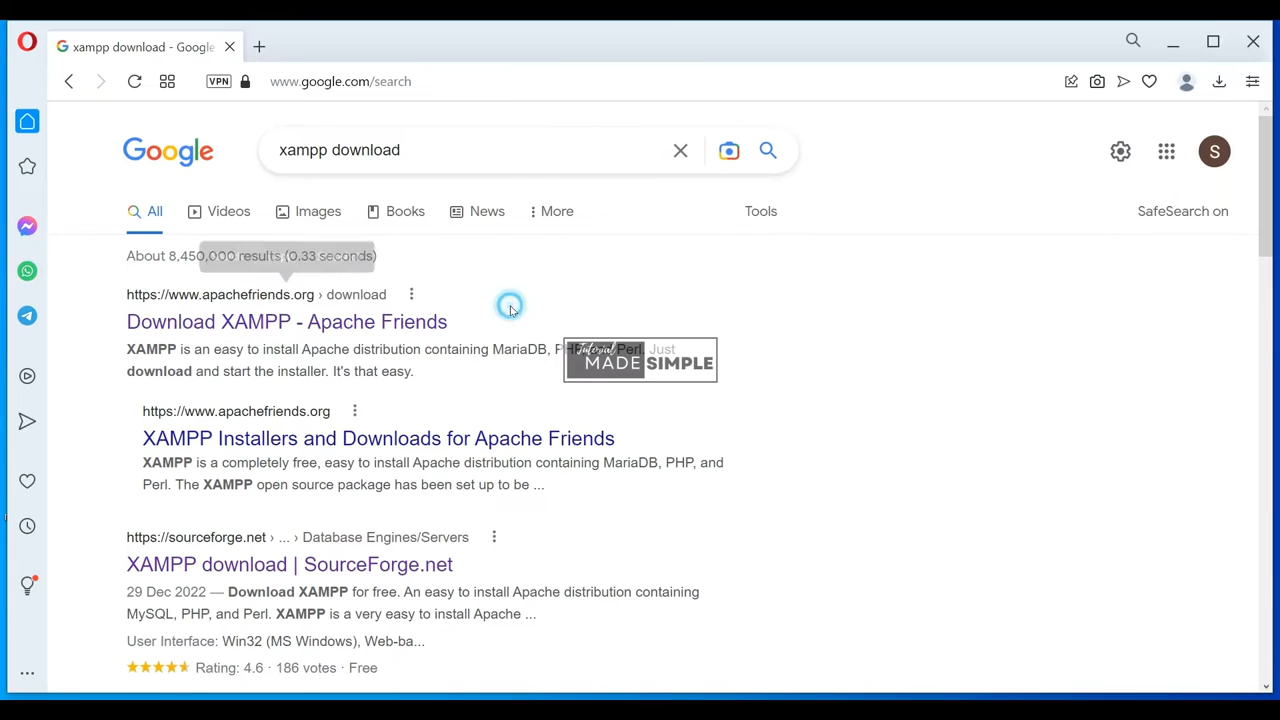 xampp download - Google
VPN
www.google.com/search
Google
xampp download
S
All
Videos
Images
Books
News
More
Tools
SafeSearch on
About 8,450,000 results (0.33 seconds)
https://www.apachefriends.org › download
Download XAMPP - Apache Friends
XAMPP is an easy to install Apache distribution containing MariaDB, PHP, and Perl. Just
download and start the installer. It's that easy.
Tutorial
MADE SIMPLE
https://www.apachefriends.org
XAMPP Installers and Downloads for Apache Friends
XAMPP is a completely free, easy to install Apache distribution containing MariaDB, PHP, and
Perl. The XAMPP open source package has been set up to be ...
https://sourceforge.net › ... › Database Engines/Servers
XAMPP download | SourceForge.net
29 Dec 2022 — Download XAMPP for free. An easy to install Apache distribution containing
MySQL, PHP, and Perl. XAMPP is a very easy to install Apache ...
User Interface: Win32 (MS Windows), Web-ba...
Rating: 4.6 · 186 votes · Free